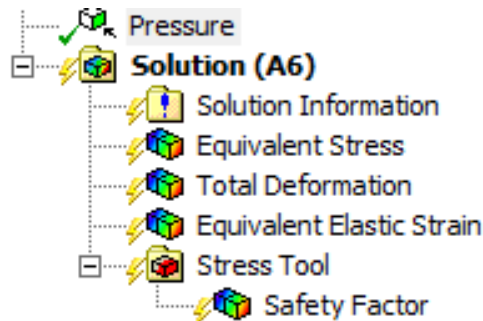 Pressure
Solution (A6)
Solution Information
Equivalent Stress
Total Deformation
Equivalent Elastic Strain
Stress Tool
Safety Factor